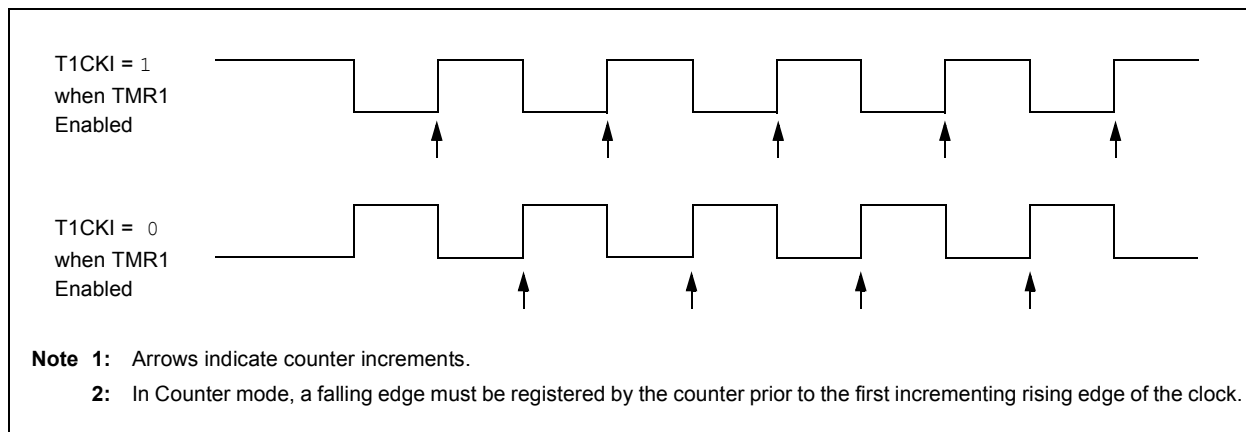 T1CKI = 1
when TMR1
Enabled
T1CKI = 0
when TMR1
Enabled
Note 1: Arrows indicate counter increments.
2: In Counter mode, a falling edge must be registered by the counter prior to the first incrementing rising edge of the clock.